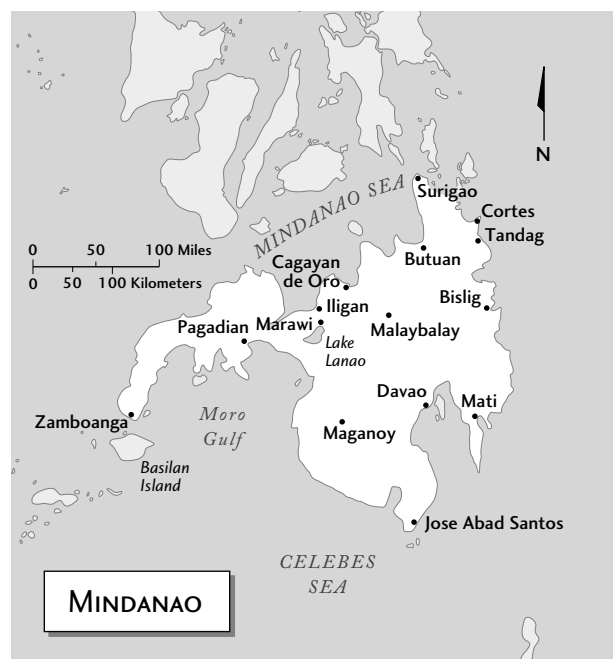 N
MINDANAO SEA
Surigao
Cortes
Tandag
0 50 100 Miles
0 50 100 Kilometers
Butuan
Cagayan
de Oro
Bislig
Iligan
Marawi
Malaybalay
Pagadian
Lake
Lanao
Davao
Mati
Zamboanga
Moro
Gulf
Maganoy
Basilan
Island
Jose Abad Santos
CELEBES
SEA
MINDANAO